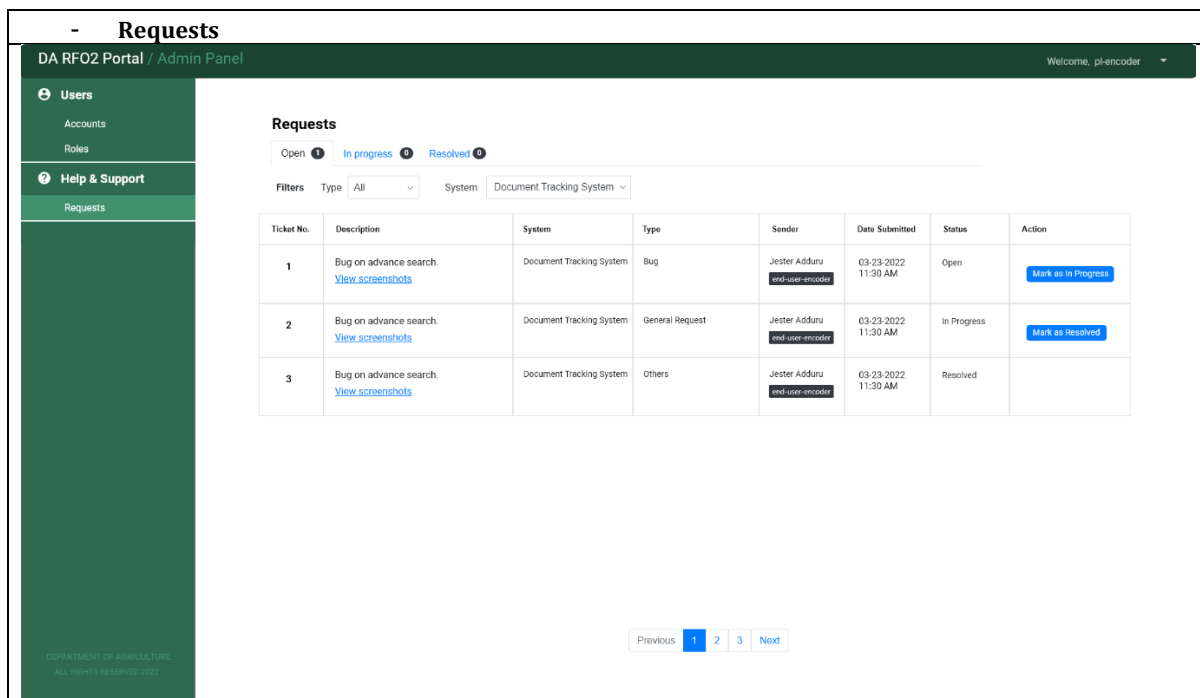 - Requests
DA RFO2 Portal / Admin Panel
Welcome, pl-encoder
Users
Accounts
Roles
Help & Support
Requests
Requests
Open 1 In progress 0 Resolved 0
Filters Type All System Document Tracking System
Ticket No. Description System Type Sender Date Submitted Status Action
1 Bug on advance search. Document Tracking System Bug Jester Adduru 03-23-2022 Open Mark as In Progress
View screenshots end-user-encoder 11:30 AM
2 Bug on advance search. Document Tracking System General Request Jester Adduru 03-23-2022 In Progress Mark as Resolved
View screenshots end-user-encoder 11:30 AM
3 Bug on advance search. Document Tracking System Others Jester Adduru 03-23-2022 Resolved
View screenshots end-user-encoder 11:30 AM
Previous 1 2 3 Next
DEPARTMENT OF AGRICULTURE
ALL RIGHTS RESERVED 2022